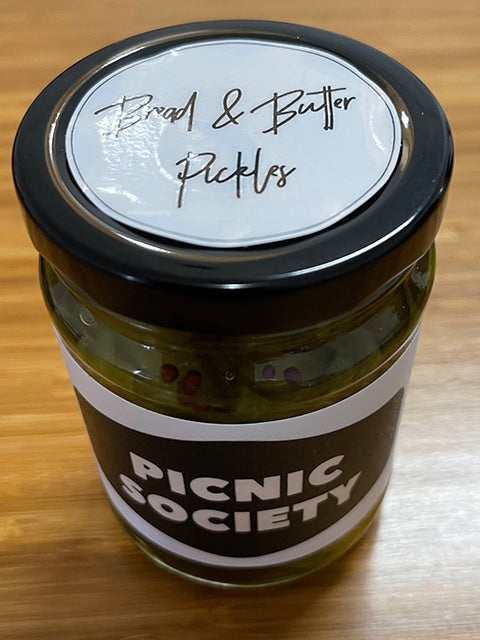 Bread & Butter
Pickles
PICNIC
SOCIETY